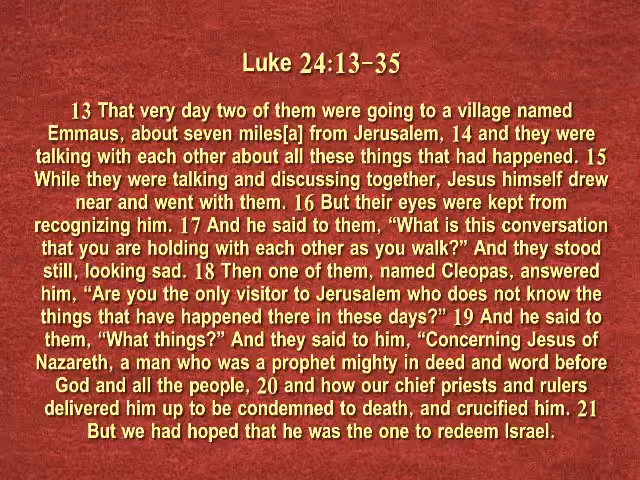 Luke 24:13-35
13 That very day two of them were going to a village named
Emmaus, about seven miles[a] from Jerusalem, 14 and they were
talking with each other about all these things that had happened. 15
While they were talking and discussing together, Jesus himself drew
near and went with them. 16 But their eyes were kept from
recognizing him. 17 And he said to them, “What is this conversation
that you are holding with each other as you walk?” And they stood
still, looking sad. 18 Then one of them, named Cleopas, answered
him, “Are you the only visitor to Jerusalem who does not know the
things that have happened there in these days?” 19 And he said to
them, “What things?” And they said to him, “Concerning Jesus of
Nazareth, a man who was a prophet mighty in deed and word before
God and all the people, 20 and how our chief priests and rulers
delivered him up to be condemned to death, and crucified him. 21
But we had hoped that he was the one to redeem Israel.